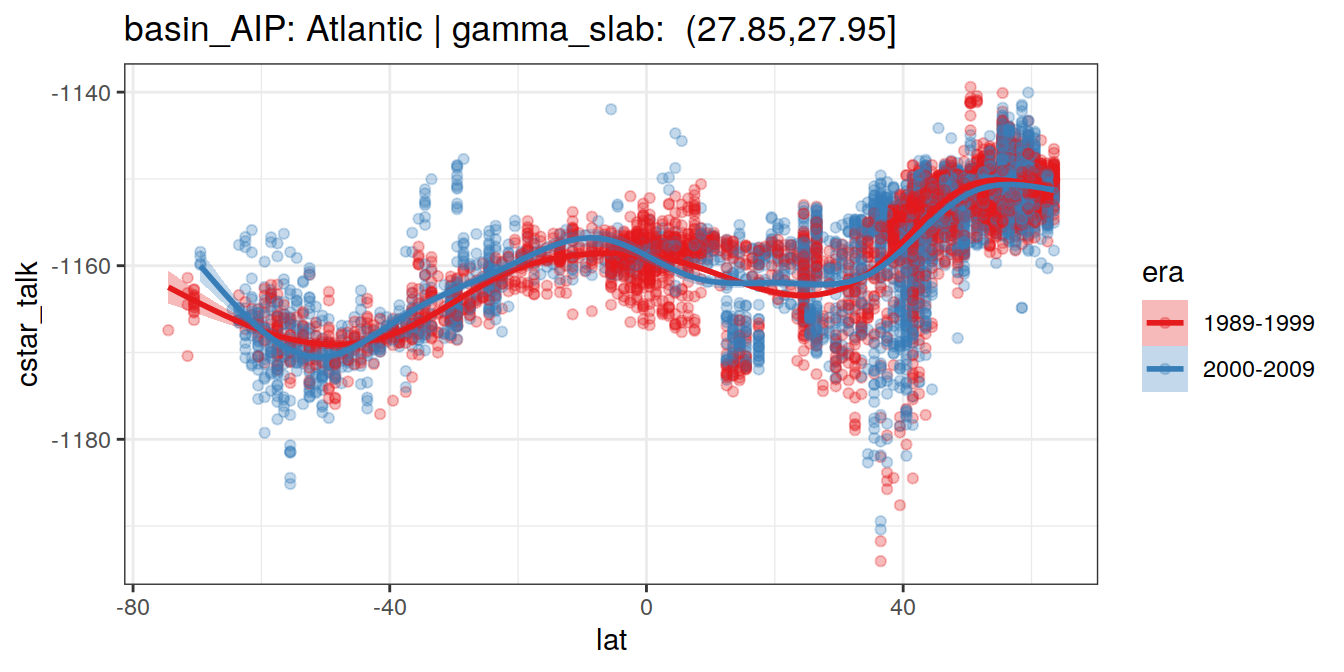 basin_AIP: Atlantic | gamma_slab:  (27.85,27.95]
-1140
-1160
-1180
cstar_talk
-80
-40
0
40
lat
era
1989-1999
2000-2009